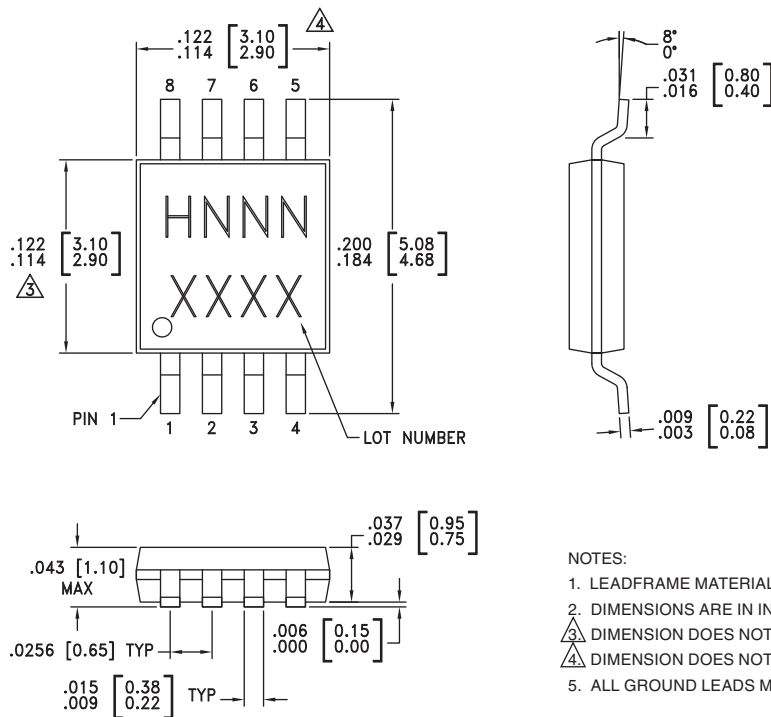 .122 [3.10]
.114 [2.90]
4
8 7 6 5
HNNN
XXXX
.122 [3.10]
.114 [2.90]
3
.200 [5.08]
.184 [4.68]
PIN 1
1 2 3 4
LOT NUMBER
8°
0°
.031 [0.80]
.016 [0.40]
.009 [0.22]
.003 [0.08]
.043 [1.10]
MAX
.037 [0.95]
.029 [0.75]
.0256 [0.65] TYP
.006 [0.15]
.000 [0.00]
.015 [0.38]
.009 [0.22]
TYP
NOTES:
1. LEADFRAME MATERIAL
2. DIMENSIONS ARE IN IN
3. DIMENSION DOES NOT
4. DIMENSION DOES NOT
5. ALL GROUND LEADS M